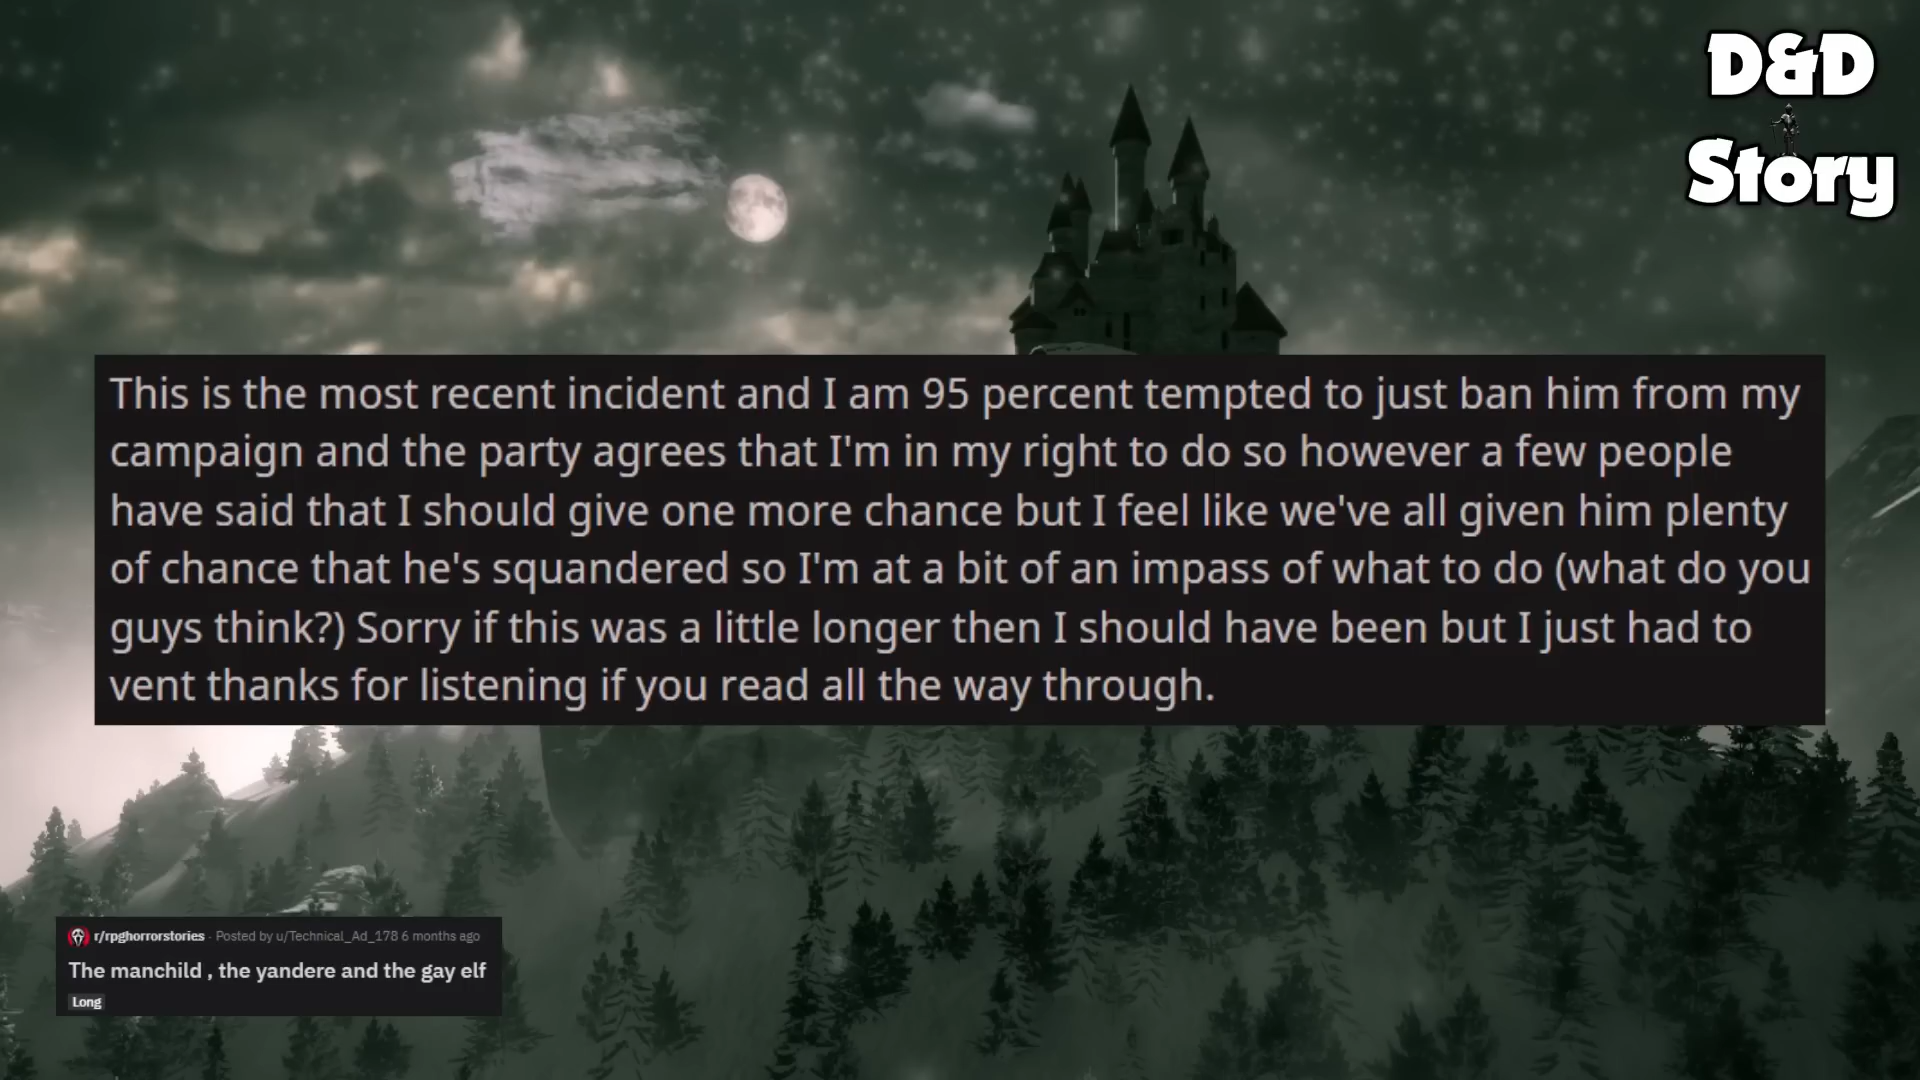 D&D
Story
This is the most recent incident and I am 95 percent tempted to just ban him from my
campaign and the party agrees that I'm in my right to do so however a few people
have said that I should give one more chance but I feel like we've all given him plenty
of chance that he's squandered so I'm at a bit of an impass of what to do (what do you
guys think?) Sorry if this was a little longer then I should have been but I just had to
vent thanks for listening if you read all the way through.
r/rpghorrorstories · Posted by u/Technical_Ad_178 6 months ago
The manchild , the yandere and the gay elf
Long